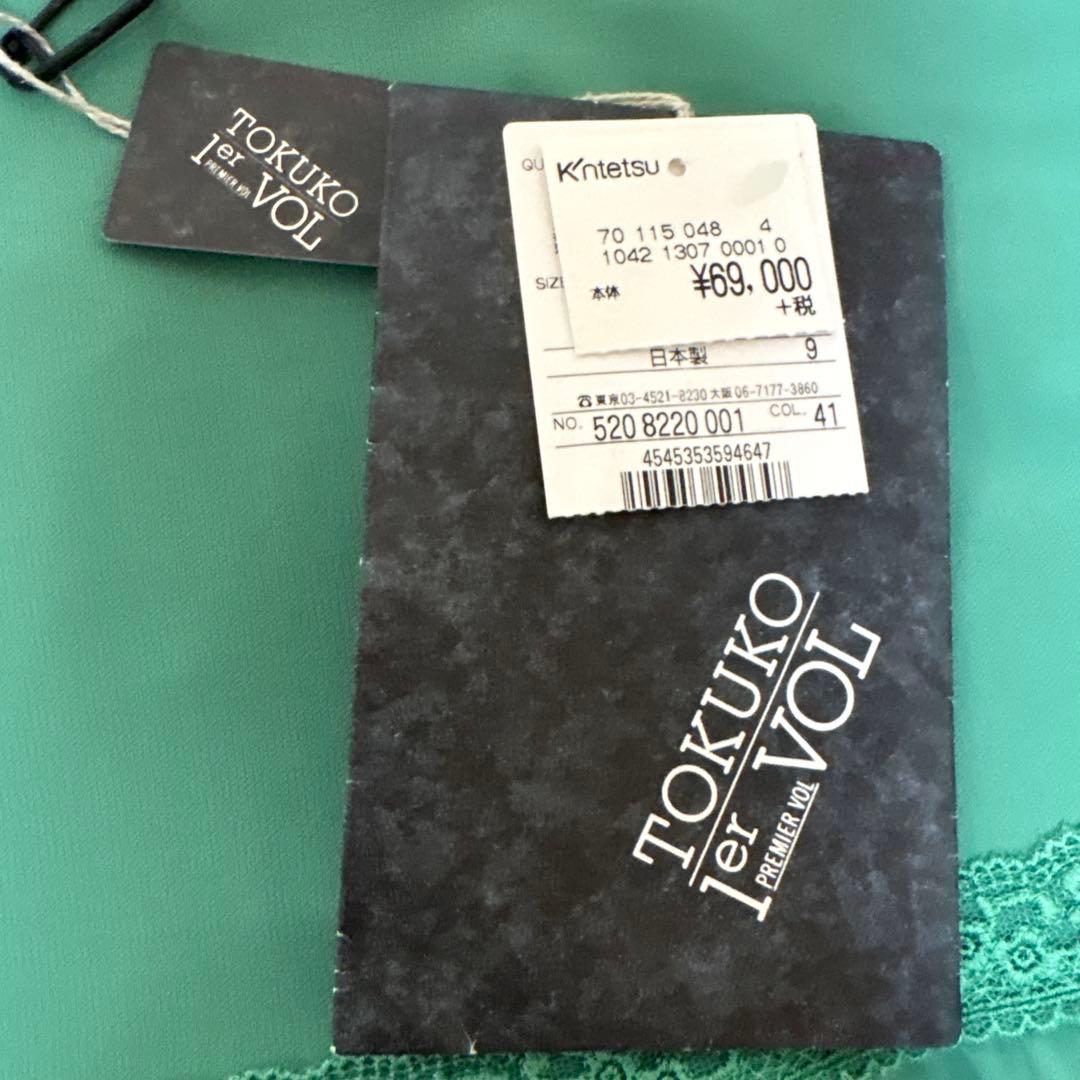 TOKUKO
1er VOL
PREMIER VOL
QU
Kintetsu
70 115 048 4
1042 1307 0001 0
本体 ¥69,000
+税
SIZE
日本製 9
☎東京03-4521-8230 大阪06-7177-3860
NO. 520 8220 001 COL. 41
4545353594647
TOKUKO
1er VOL
PREMIER VOL